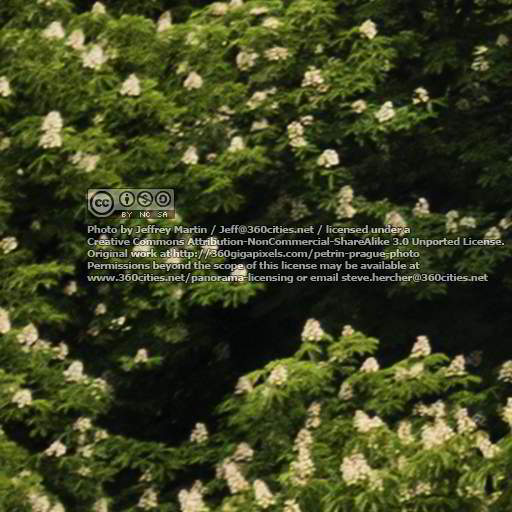 cc
BY NC SA
Photo by Jeffrey Martin / Jeff@360cities.net / licensed under a
Creative Commons Attribution-NonCommercial-ShareAlike 3.0 Unported License.
Original work at http://360gigapixels.com/petrin-prague-photo
Permissions beyond the scope of this license may be available at
www.360cities.net/panorama-licensing or email steve.hercher@360cities.net